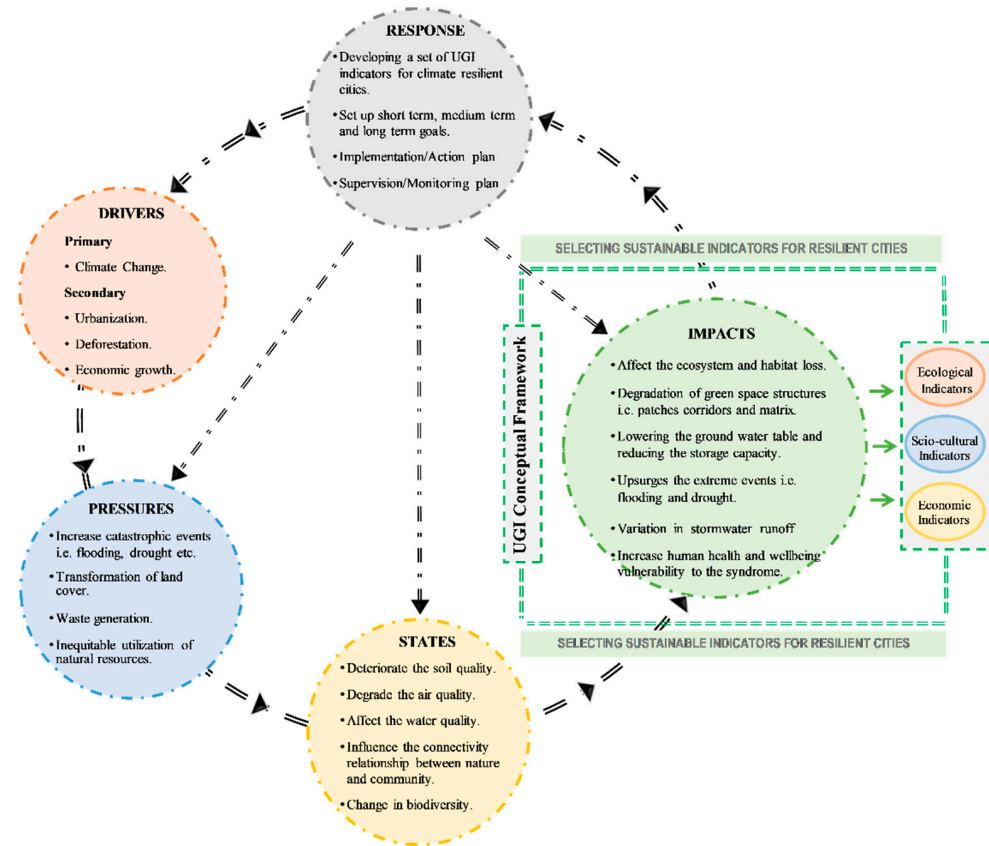 RESPONSE
•Developing a set of UGI
indicators for climate resilient
cities.
•Set up short term, medium term
and long term goals.
•Implementation/Action plan
•Supervision/Monitoring plan
DRIVERS
Primary
• Climate Change.
Secondary
• Urbanization.
• Deforestation.
• Economic growth.
PRESSURES
•Increase catastrophic events
i.e. flooding, drought etc.
•Transformation of land
cover.
•Waste generation.
•Inequitable utilization of
natural resources.
STATES
•Deteriorate the soil quality.
•Degrade the air quality.
•Affect the water quality.
•Influence the connectivity
relationship between nature
and community.
•Change in biodiversity.
SELECTING SUSTAINABLE INDICATORS FOR RESILIENT CITIES
UGI Conceptual Framework
IMPACTS
•Affect the ecosystem and habitat loss.
•Degradation of green space structures
i.e. patches corridors and matrix.
•Lowering the ground water table and
reducing the storage capacity.
•Upsurges the extreme events i.e.
flooding and drought.
•Variation in stormwater runoff
•Increase human health and wellbeing
vulnerability to the syndrome.
Ecological
Indicators
Scio-cultural
Indicators
Economic
Indicators
SELECTING SUSTAINABLE INDICATORS FOR RESILIENT CITIES